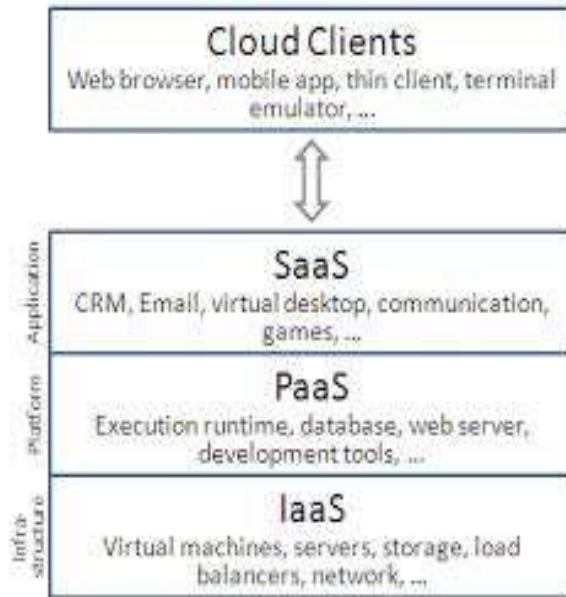 Cloud Clients
Web browser, mobile app, thin client, terminal
emulator, ...
Application
SaaS
CRM, Email, virtual desktop, communication,
games, ...
Platform
PaaS
Execution runtime, database, web server,
development tools, ...
Infra-
structure
IaaS
Virtual machines, servers, storage, load
balancers, network, ...